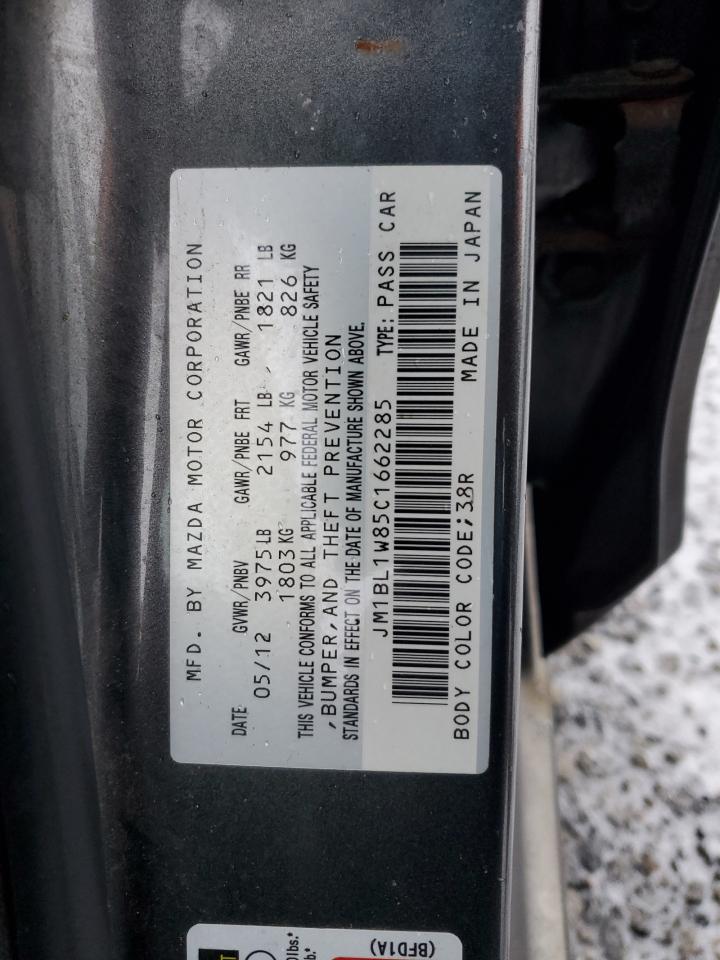 MFD. BY MAZDA MOTOR CORPORATION
DATE GVWR/PNBV GAWR/PNBE FRT GAWR/PNBE RR
05/12 3975 LB 2154 LB, 1821 LB
1803 KG 977 KG 826 KG
THIS VEHICLE CONFORMS TO ALL APPLICABLE FEDERAL MOTOR VEHICLE SAFETY
,BUMPER, AND THEFT PREVENTION
STANDARDS IN EFFECT ON THE DATE OF MANUFACTURE SHOWN ABOVE.
JM1BL1W85C1662285 TYPE: PASS CAR
BODY COLOR CODE:38R MADE IN JAPAN
lbs.*
(BFD1A)